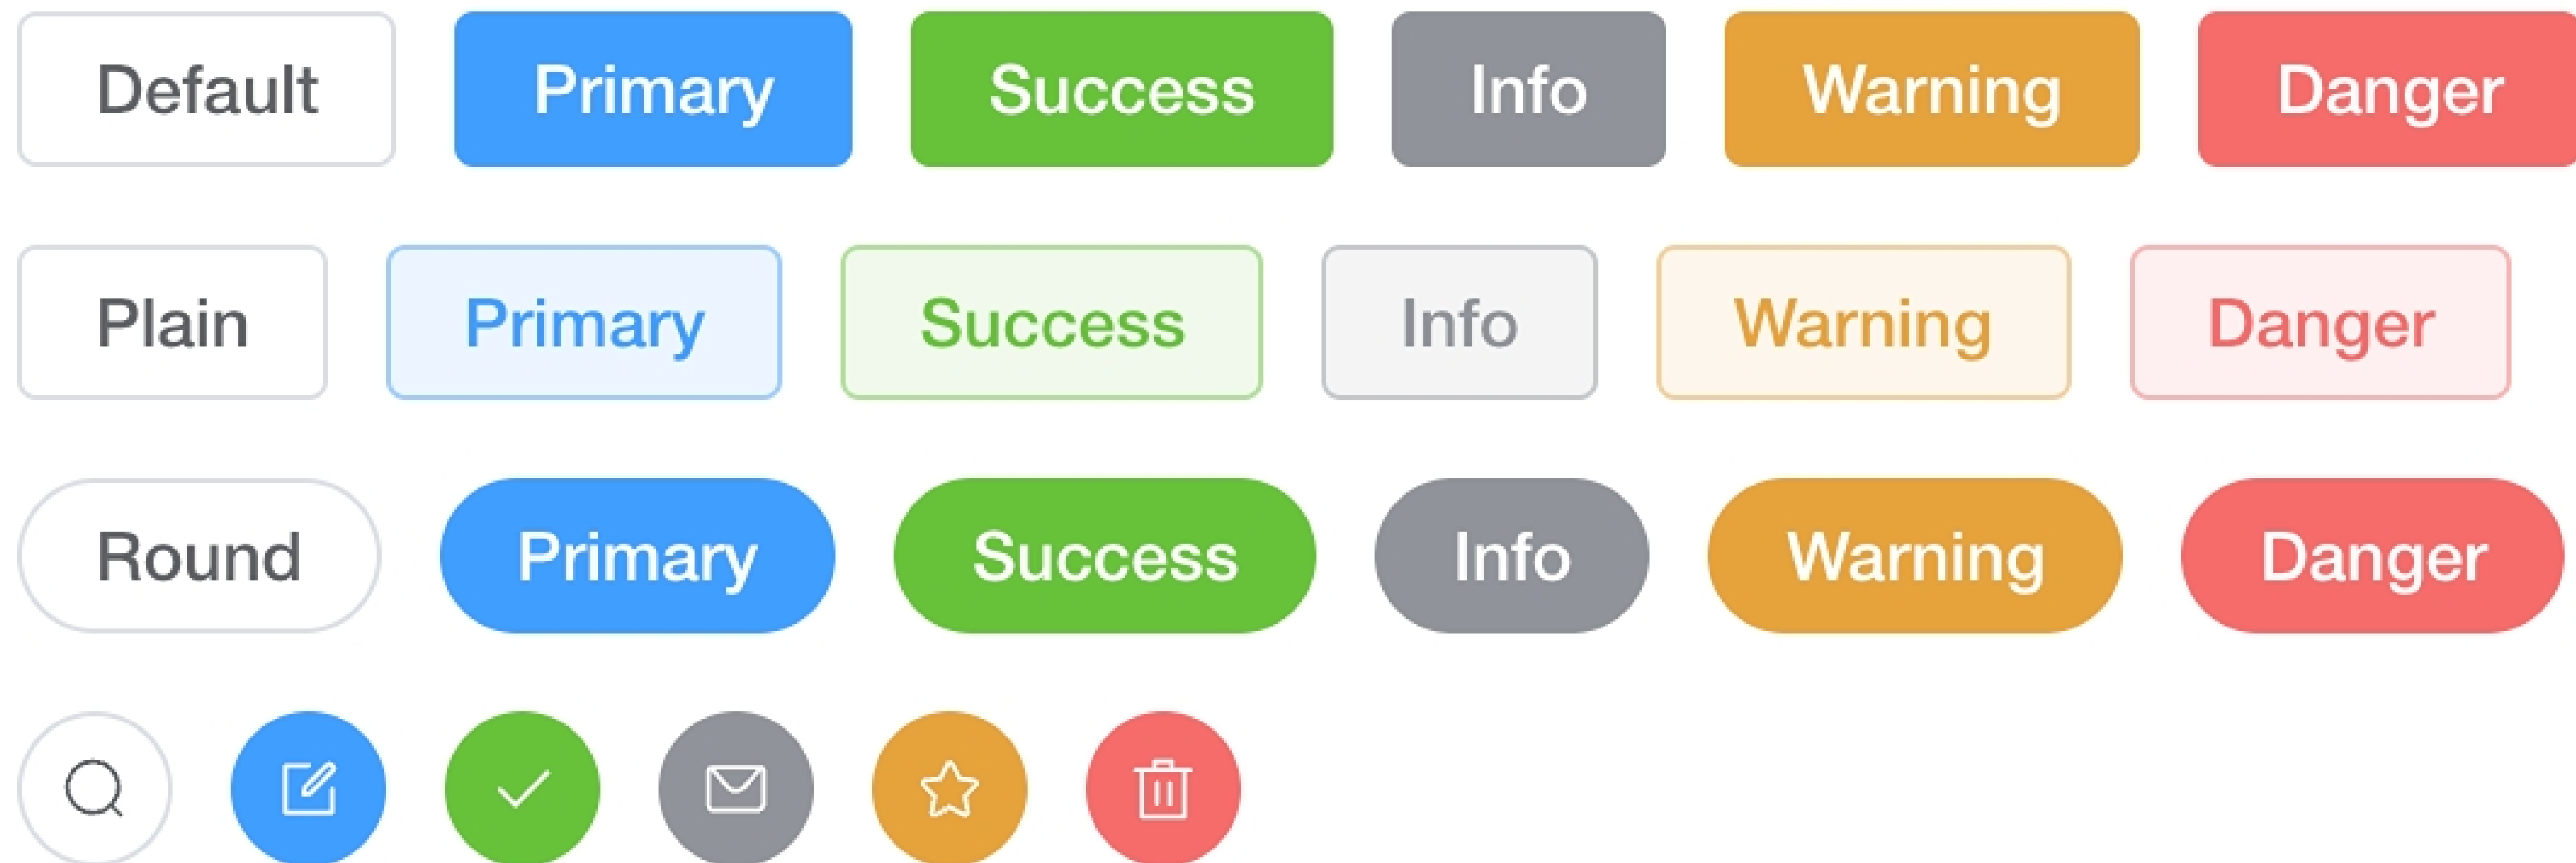 Default Primary Success Info Warning Danger
Plain Primary Success Info Warning Danger
Round Primary Success Info Warning Danger